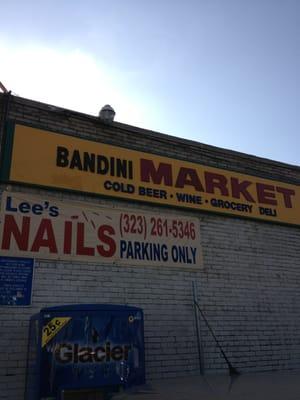 BANDINI MARKET
COLD BEER • WINE • GROCERY DELI
Lee's
NAILS
(323) 261-5346
PARKING ONLY
25¢
Glacier